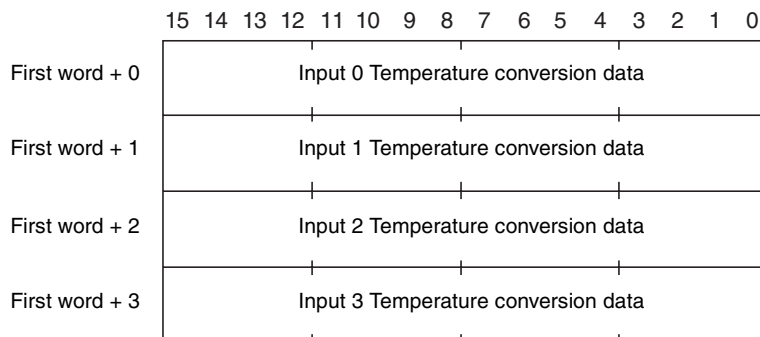 15 14 13 12 11 10 9 8 7 6 5 4 3 2 1 0
First word + 0 Input 0 Temperature conversion data
First word + 1 Input 1 Temperature conversion data
First word + 2 Input 2 Temperature conversion data
First word + 3 Input 3 Temperature conversion data